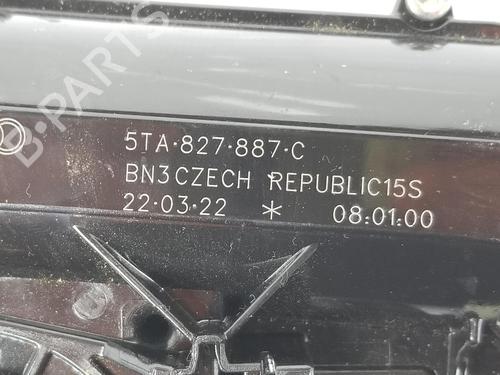 B-PARTS
5TA·827·887·C
BN3CZECH REPUBLIC15S
22·03·22 * 08:01:00